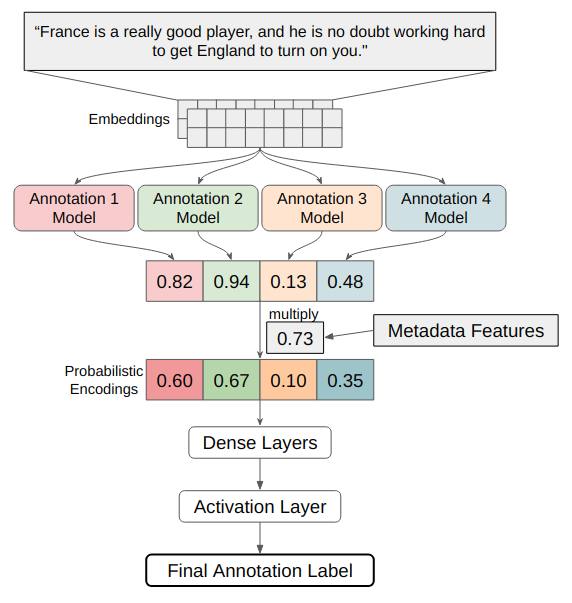 “France is a really good player, and he is no doubt working hard
to get England to turn on you."
Embeddings
Annotation 1
Model
Annotation 2
Model
Annotation 3
Model
Annotation 4
Model
0.82 0.94 0.13 0.48
multiply
0.73
Metadata Features
Probabilistic
Encodings
0.60 0.67 0.10 0.35
Dense Layers
Activation Layer
Final Annotation Label